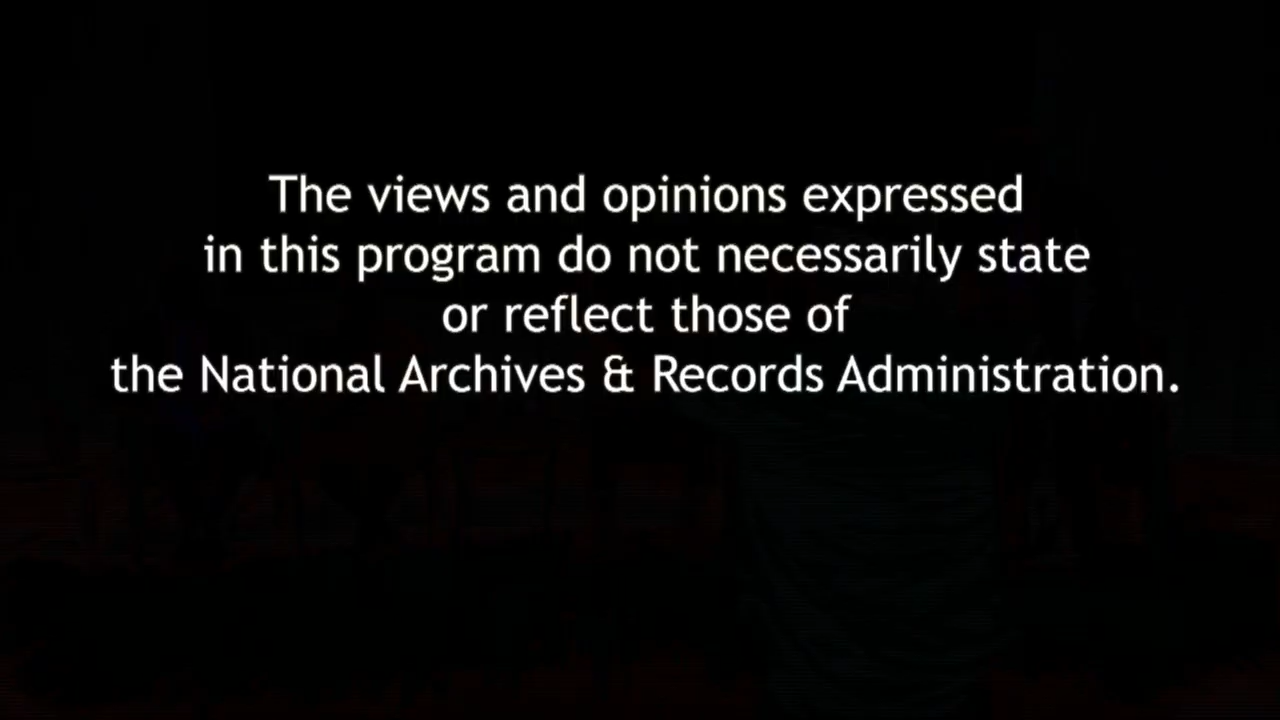 The views and opinions expressed
in this program do not necessarily state
or reflect those of
the National Archives & Records Administration.